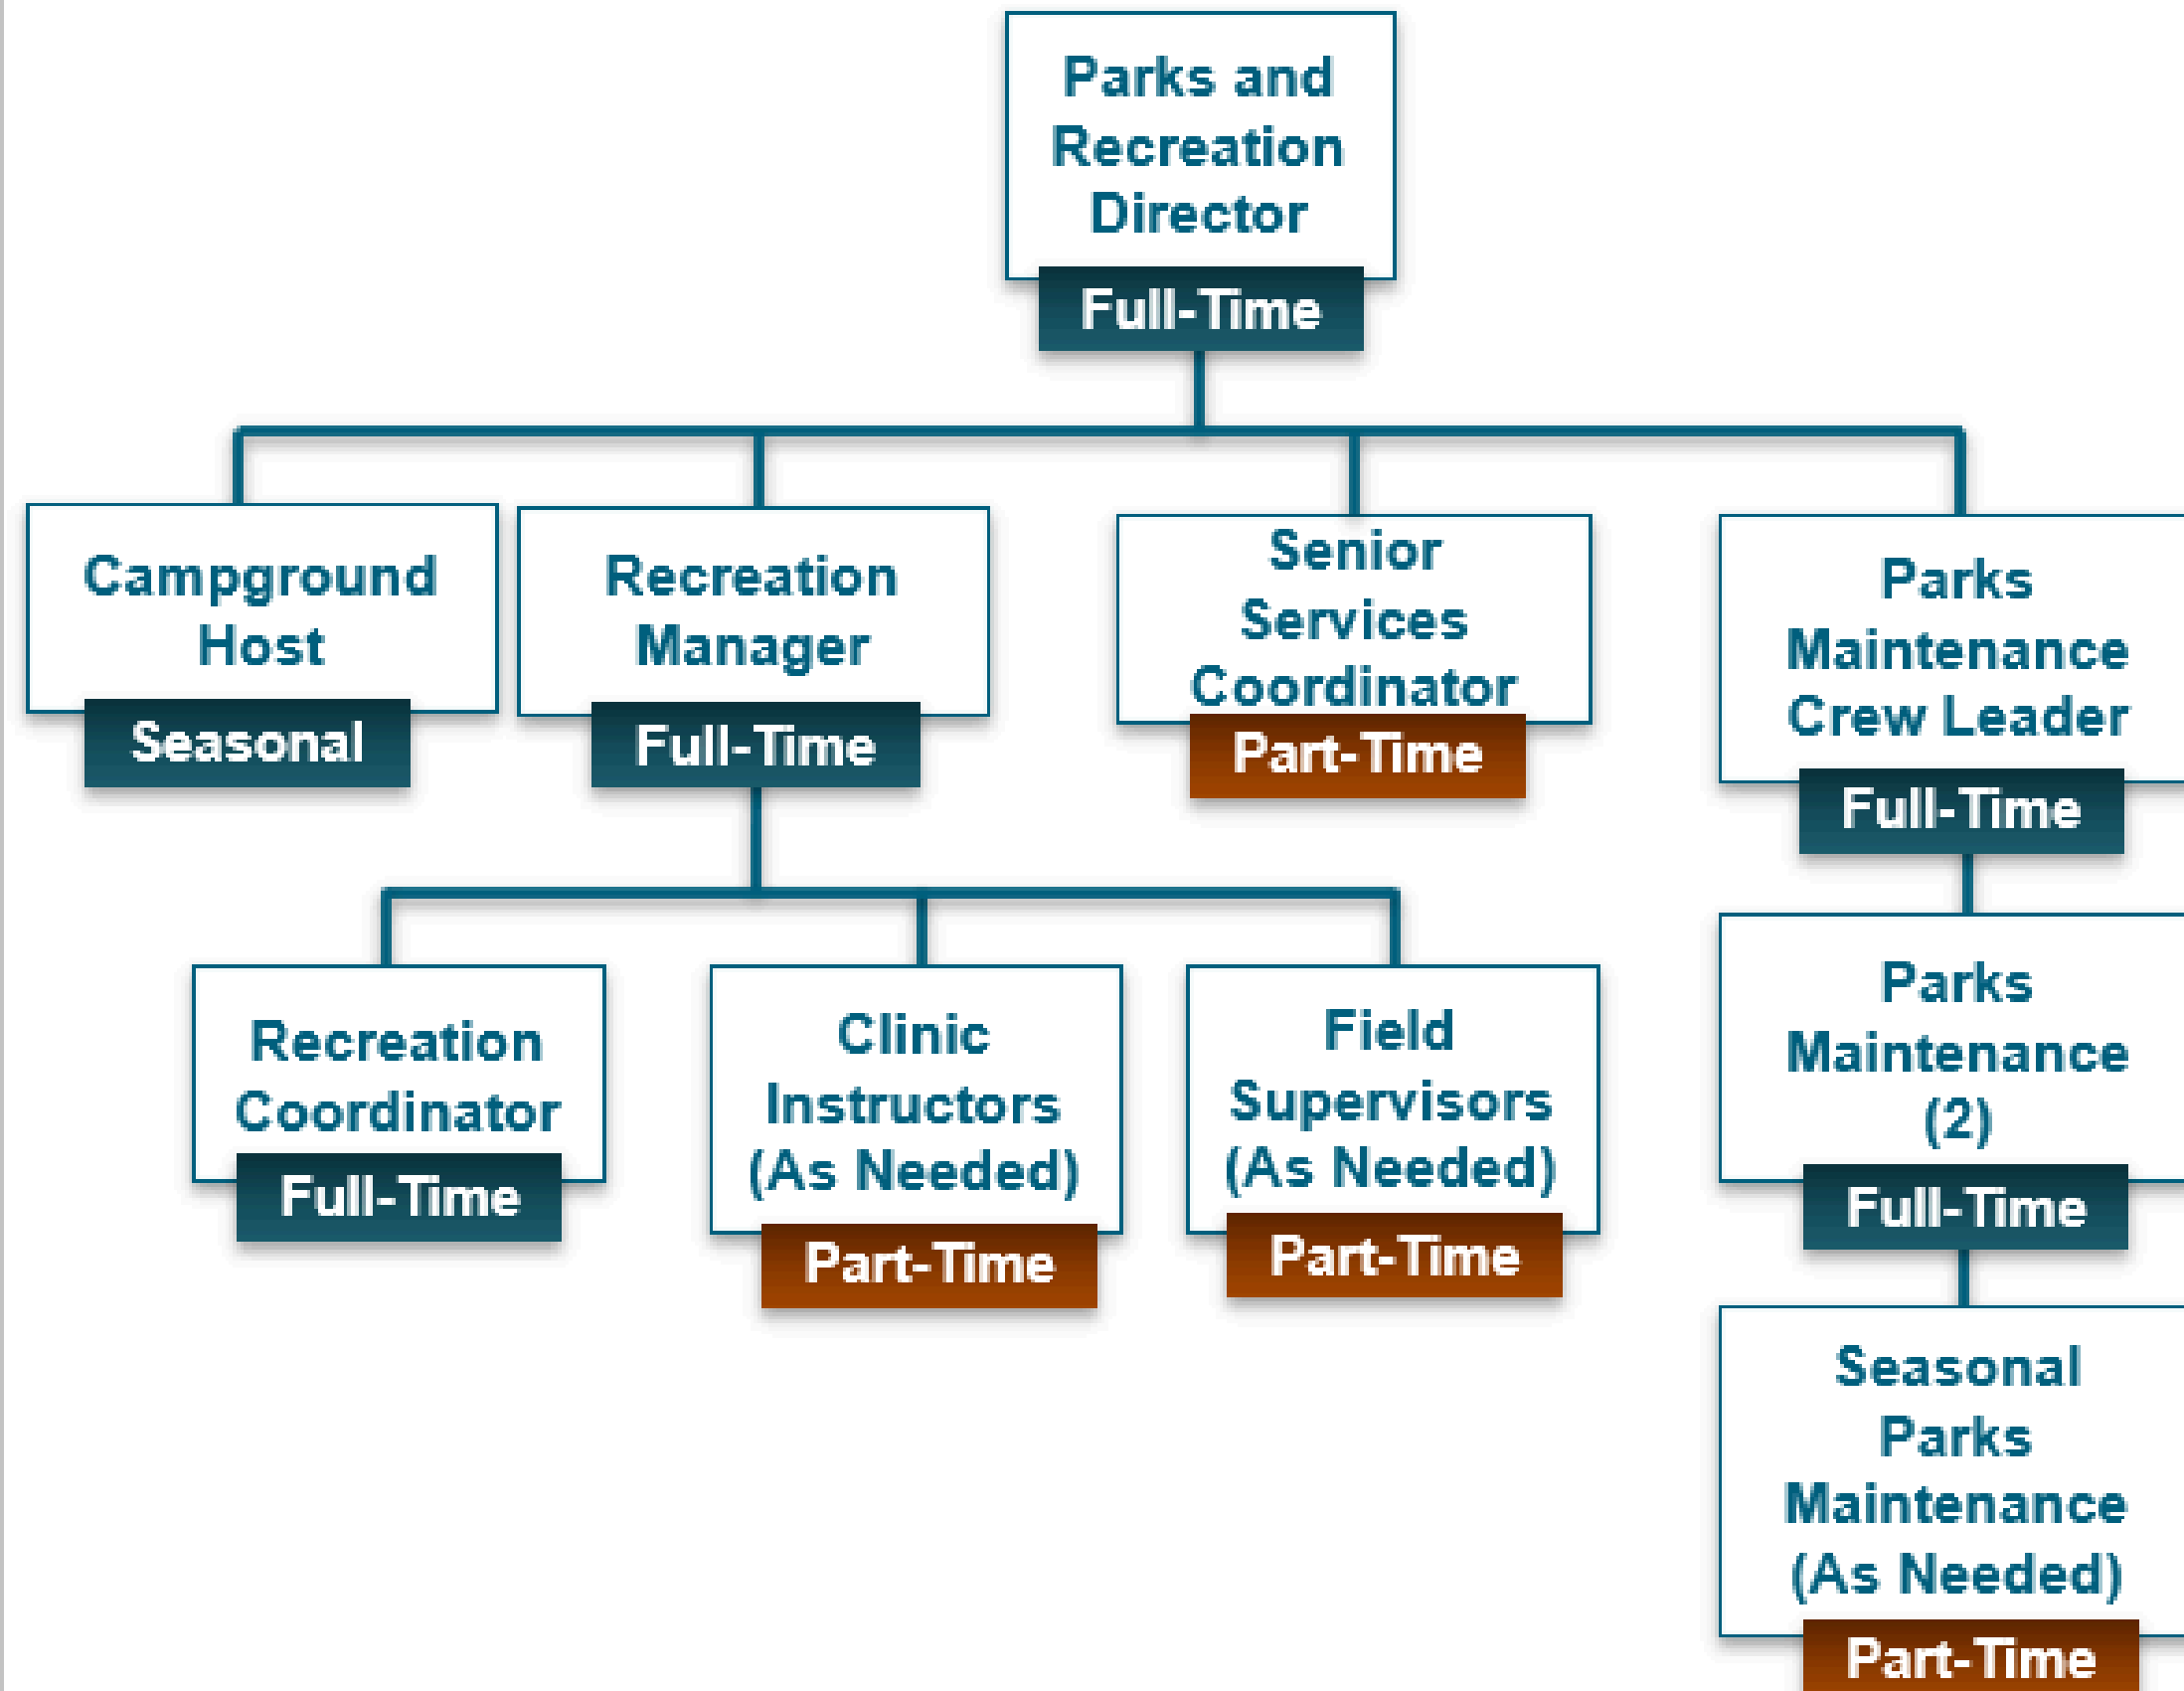 Parks and
Recreation
Director
Full-Time
Campground
Host
Seasonal
Recreation
Manager
Full-Time
Senior
Services
Coordinator
Part-Time
Parks
Maintenance
Crew Leader
Full-Time
Recreation
Coordinator
Full-Time
Clinic
Instructors
(As Needed)
Part-Time
Field
Supervisors
(As Needed)
Part-Time
Parks
Maintenance
(2)
Full-Time
Seasonal
Parks
Maintenance
(As Needed)
Part-Time